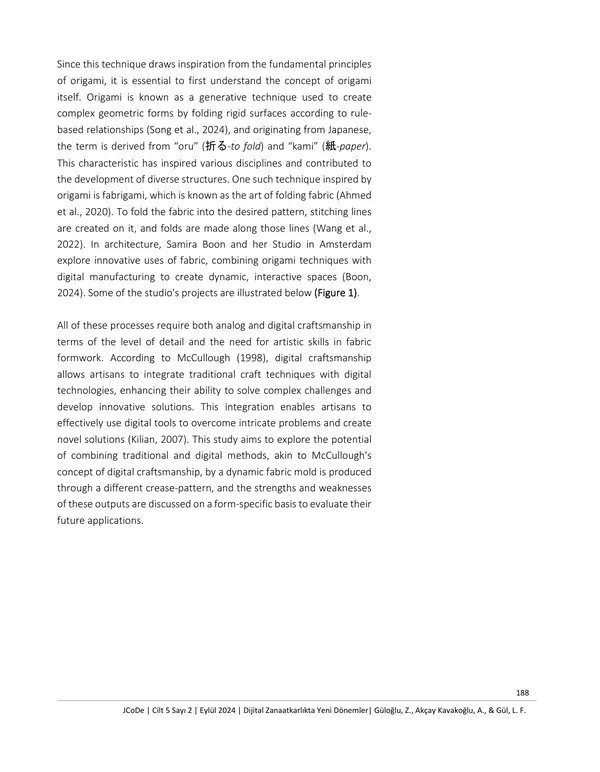 Since this technique draws inspiration from the fundamental principles
of origami, it is essential to first understand the concept of origami
itself. Origami is known as a generative technique used to create
complex geometric forms by folding rigid surfaces according to rule-
based relationships (Song et al., 2024), and originating from Japanese,
the term is derived from “oru” (折る-to fold) and “kami” (紙-paper).
This characteristic has inspired various disciplines and contributed to
the development of diverse structures. One such technique inspired by
origami is fabrigami, which is known as the art of folding fabric (Ahmed
et al., 2020). To fold the fabric into the desired pattern, stitching lines
are created on it, and folds are made along those lines (Wang et al.,
2022). In architecture, Samira Boon and her Studio in Amsterdam
explore innovative uses of fabric, combining origami techniques with
digital manufacturing to create dynamic, interactive spaces (Boon,
2024). Some of the studio's projects are illustrated below (Figure 1).
All of these processes require both analog and digital craftsmanship in
terms of the level of detail and the need for artistic skills in fabric
formwork. According to McCullough (1998), digital craftsmanship
allows artisans to integrate traditional craft techniques with digital
technologies, enhancing their ability to solve complex challenges and
develop innovative solutions. This integration enables artisans to
effectively use digital tools to overcome intricate problems and create
novel solutions (Kilian, 2007). This study aims to explore the potential
of combining traditional and digital methods, akin to McCullough's
concept of digital craftsmanship, by a dynamic fabric mold is produced
through a different crease-pattern, and the strengths and weaknesses
of these outputs are discussed on a form-specific basis to evaluate their
future applications.
188
JCoDe | Cilt 5 Sayı 2 | Eylül 2024 | Dijital Zanaatkarlıkta Yeni Dönemler| Güloğlu, Z., Akçay Kavakoğlu, A., & Gül, L. F.